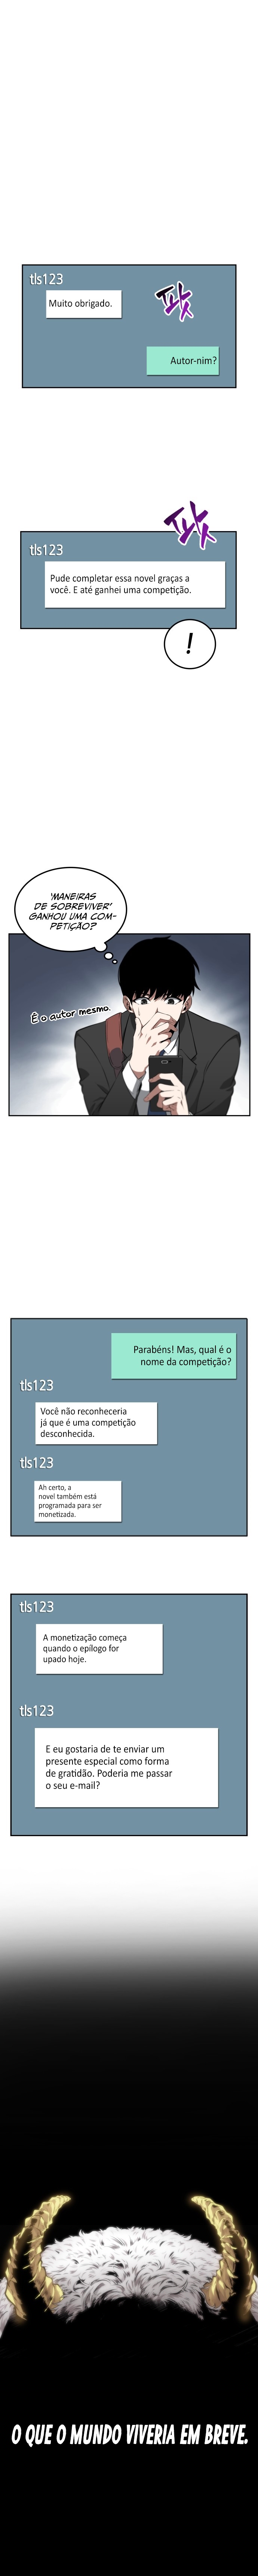 tls123
Muito obrigado.
Tyk
Autor-nim?
Tyk
tls123
Pude completar essa novel graças a
você. E até ganhei uma competição.
!
'MANEIRAS
DE SOBREVIVER'
GANHOU UMA COM-
PETIÇÃO?
É o autor mesmo.
Parabéns! Mas, qual é o
nome da competição?
tls123
Você não reconheceria
já que é uma competição
desconhecida.
tls123
Ah certo, a
novel também está
programada para ser
monetizada.
tls123
A monetização começa
quando o epílogo for
upado hoje.
tls123
E eu gostaria de te enviar um
presente especial como forma
de gratidão. Poderia me passar
o seu e-mail?
O QUE O MUNDO VIVERIA EM BREVE.